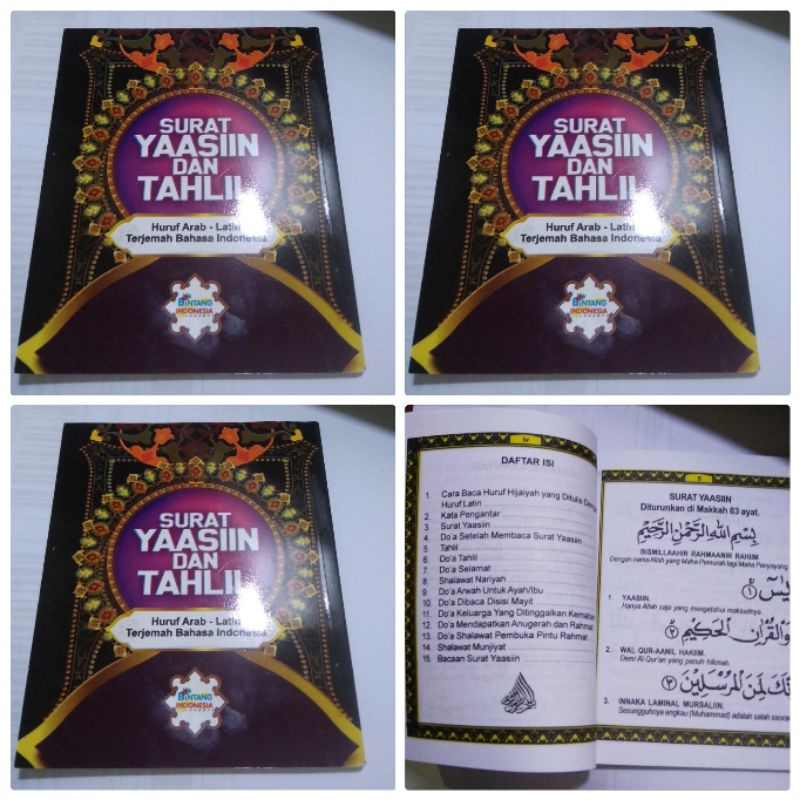 SURAT
YAASIIN
DAN
TAHLIL
Huruf Arab - Latin
Terjemah Bahasa Indonesia
BINTANG
INDONESIA
SURAT
YAASIIN
DAN
TAHLIL
Huruf Arab - Latin
Terjemah Bahasa Indonesia
BINTANG
INDONESIA
SURAT
YAASIIN
DAN
TAHLIL
Huruf Arab - Latin
Terjemah Bahasa Indonesia
BINTANG
INDONESIA
iv
DAFTAR ISI
1. Cara Baca Huruf Hijaiyah yang Ditulis Dengan
Huruf Latin
2. Kata Pengantar
3. Surat Yaasiin
4. Do'a Setelah Membaca Surat Yaasiin
5. Tahlil
6. Do'a Tahlil
7. Do'a Selamat
8. Shalawat Nariyah
9. Do'a Arwah Untuk Ayah/Ibu
10. Do'a Dibaca Disisi Mayit
11. Do'a Keluarga Yang Ditinggalkan Kematian
12. Do'a Mendapatkan Anugerah dan Rahmat
13. Do'a Shalawat Pembuka Pintu Rahmat
14. Shalawat Munjiyat
15. Bacaan Surat Yaasiin
5
SURAT YAASIIN
Diturunkan di Makkah 83 ayat.
بِسْمِ اللهِ الرَّحْمٰنِ الرَّحِيْمِ
BISMILLAAHIR RAHMAANIR RAHIIM.
Dengan nama Allah yang Maha Pemurah lagi Maha Penyayang
يٰسۤ ۝١
1. YAASIIN.
Hanya Allah saja yang mengetahui maksudnya.
وَالْقُرْاٰنِ الْحَكِيْمِ ۝٢
2. WAL QUR-AANIL HAKIIM.
Demi Al-Qur'an yang penuh hikmah.
نَّكَ لَمِنَ الْمُرْسَلِيْنَ ۝٣
3. INNAKA LAMINAL MURSALIIN.
Sesungguhnya engkau (Muhammad) adalah salah seoran